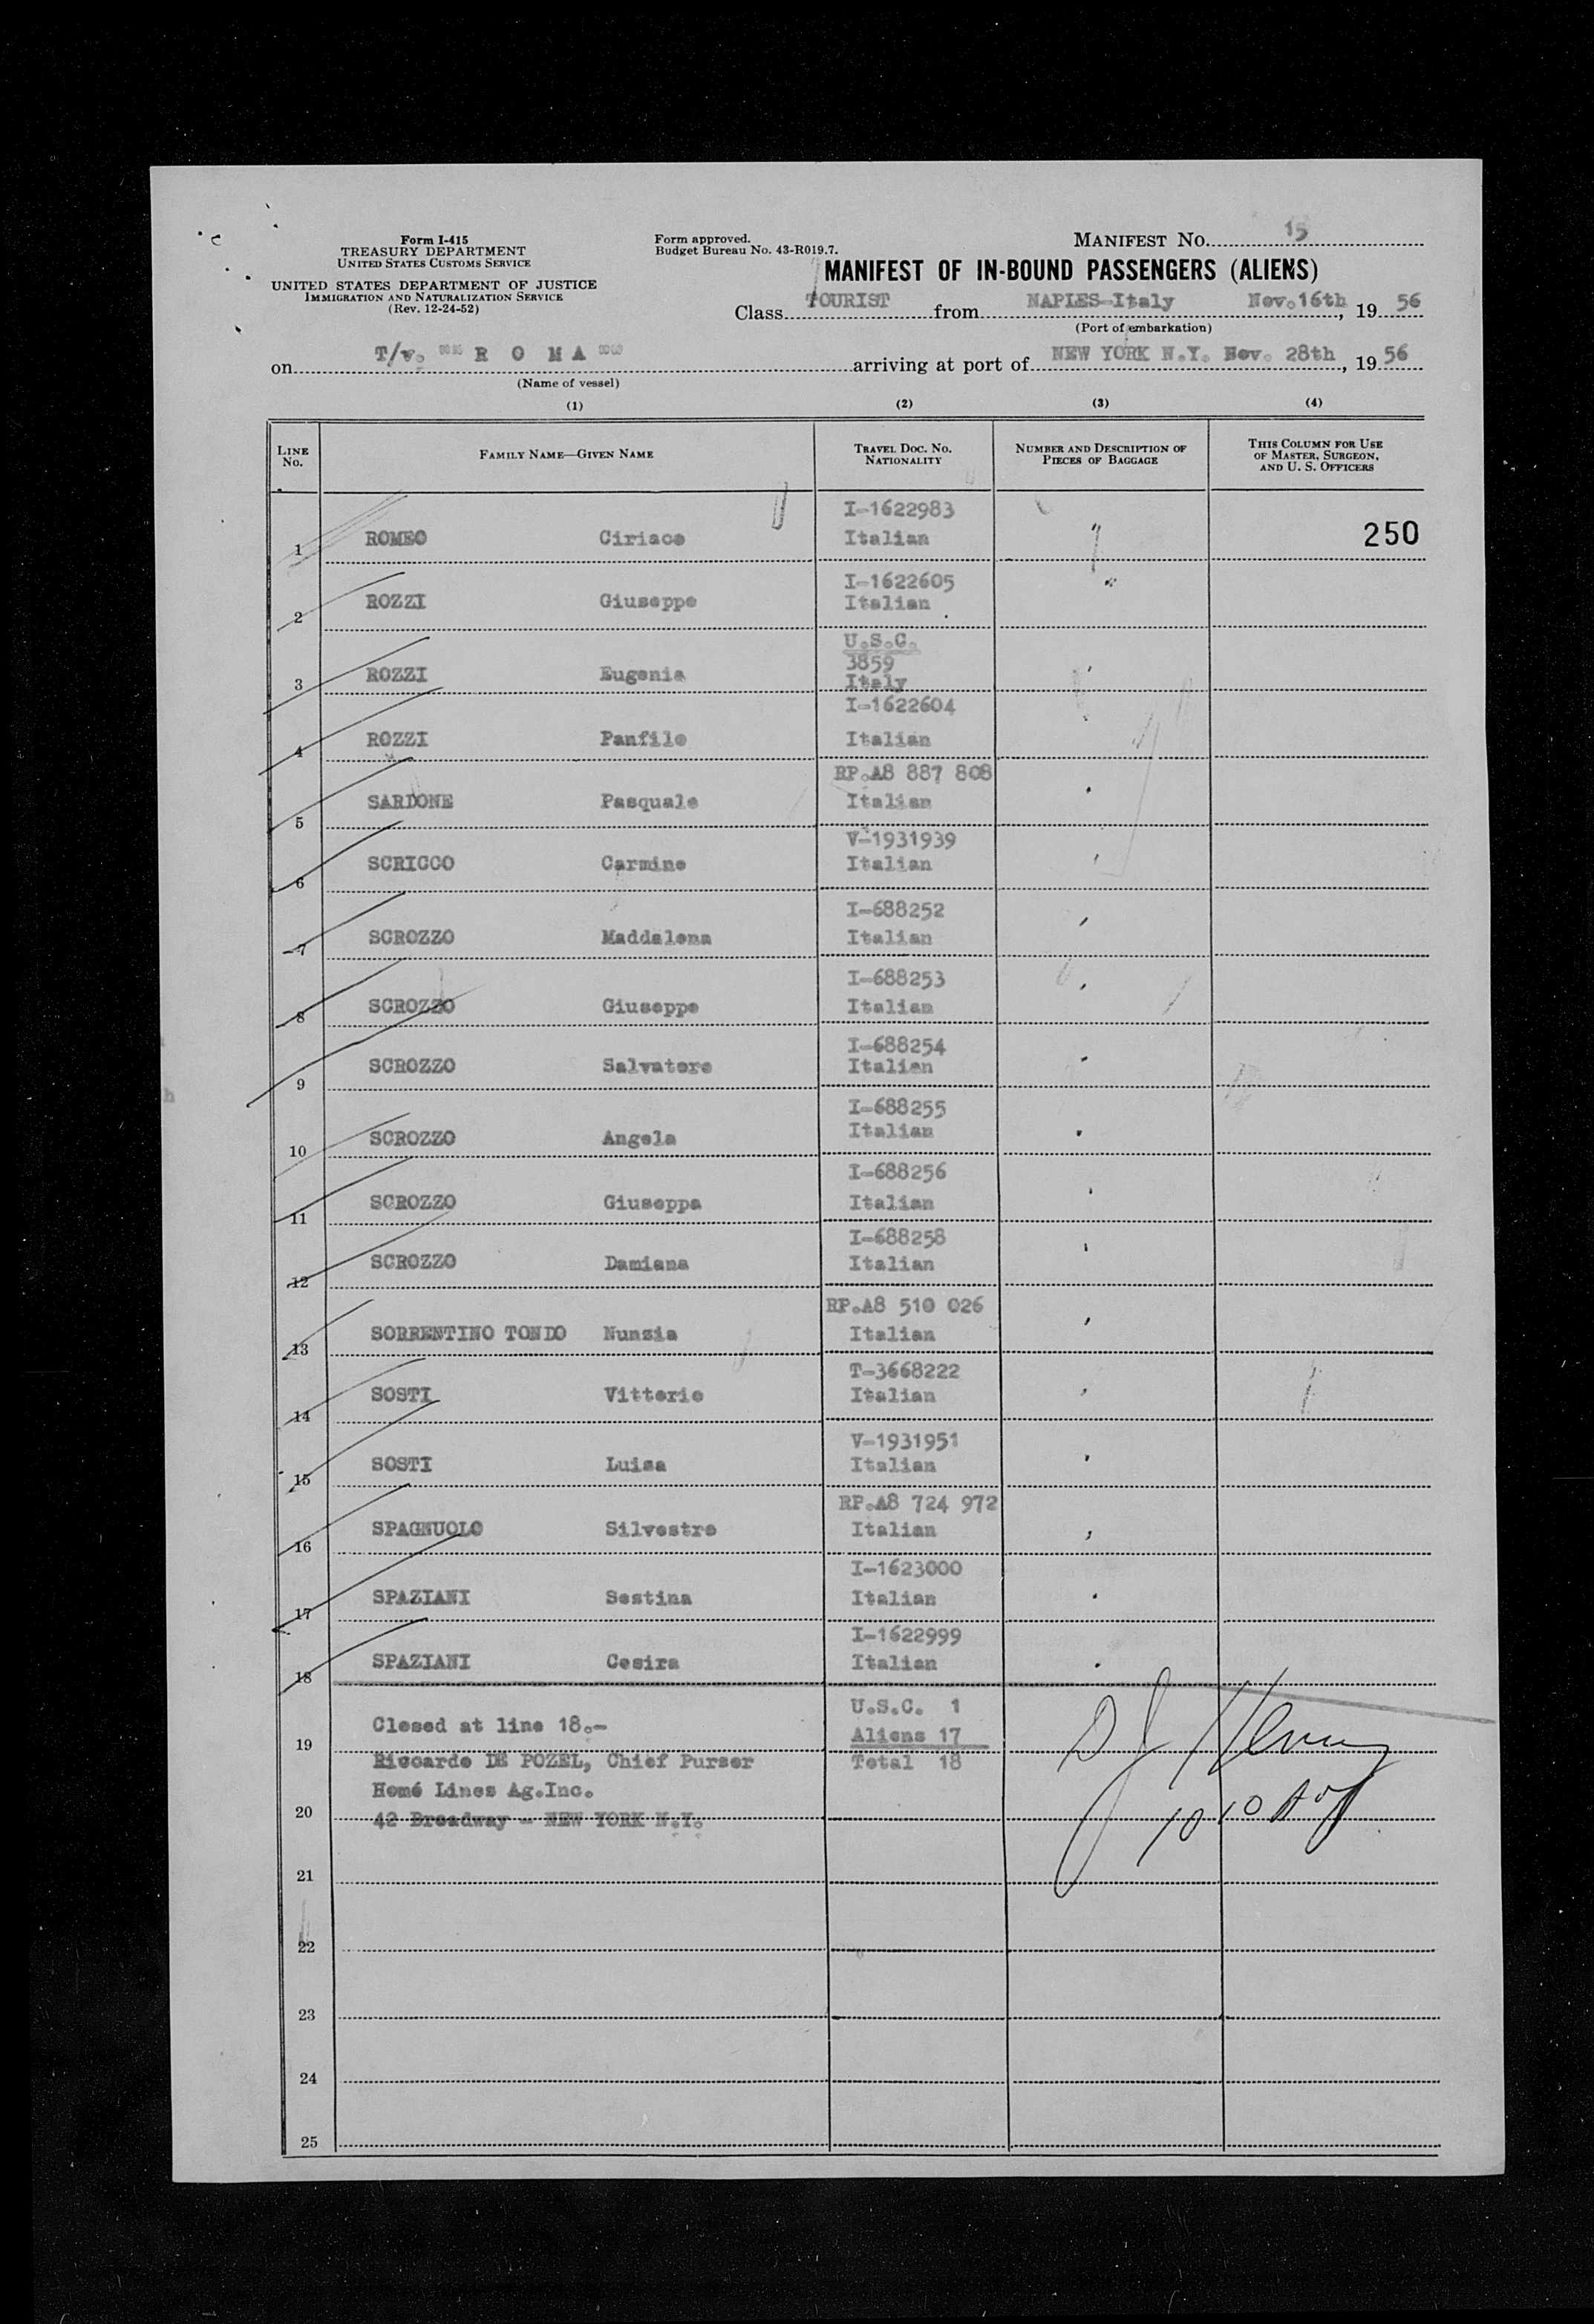 Form I-415
TREASURY DEPARTMENT
UNITED STATES CUSTOMS SERVICE
UNITED STATES DEPARTMENT OF JUSTICE
IMMIGRATION AND NATURALIZATION SERVICE
(Rev. 12-24-52)
Form approved.
Budget Bureau No. 43-R019.7.
MANIFEST NO. 15
MANIFEST OF IN-BOUND PASSENGERS (ALIENS)
Class TOURIST from NAPLES-Italy Nov.16th, 19 56
(Port of embarkation)
on T/v. "" R O M A "" arriving at port of NEW YORK N.Y. Nov. 28th, 19 56
(Name of vessel)
(1) (2) (3) (4)
LINE NO. FAMILY NAME—GIVEN NAME TRAVEL DOC. NO. NATIONALITY NUMBER AND DESCRIPTION OF PIECES OF BAGGAGE THIS COLUMN FOR USE OF MASTER, SURGEON, AND U. S. OFFICERS
I-1622983
1 ROMEO Ciriaco Italian 250
I-1622605
2 ROZZI Giuseppe Italian
U.S.C.
3859
3 ROZZI Eugenia Italy
I-1622604
4 ROZZI Panfilo Italian
RP.A8 887 808
5 SARDONE Pasquale Italian
V-1931939
6 SCRICCO Carmine Italian
I-688252
7 SCROZZO Maddalena Italian
I-688253
8 SCROZZO Giuseppe Italian
I-688254
9 SCROZZO Salvatore Italian
I-688255
10 SCROZZO Angela Italian
I-688256
11 SCROZZO Giuseppa Italian
I-688258
12 SCROZZO Damiana Italian
RP.A8 510 026
13 SORRENTINO TONDO Nunzia Italian
T-3668222
14 SOSTI Vittorio Italian
V-1931951
15 SOSTI Luisa Italian
RP.A8 724 972
16 SPAGNUOLO Silvestro Italian
I-1623000
17 SPAZIANI Sestina Italian
I-1622999
18 SPAZIANI Cesira Italian
U.S.C. 1
Closed at line 18.-
19 Aliens 17
Riccardo DE POZEL, Chief Purser Total 18
Home Lines Ag.Inc.
20 42 Broadway - NEW YORK N.Y.
21
22
23
24
25